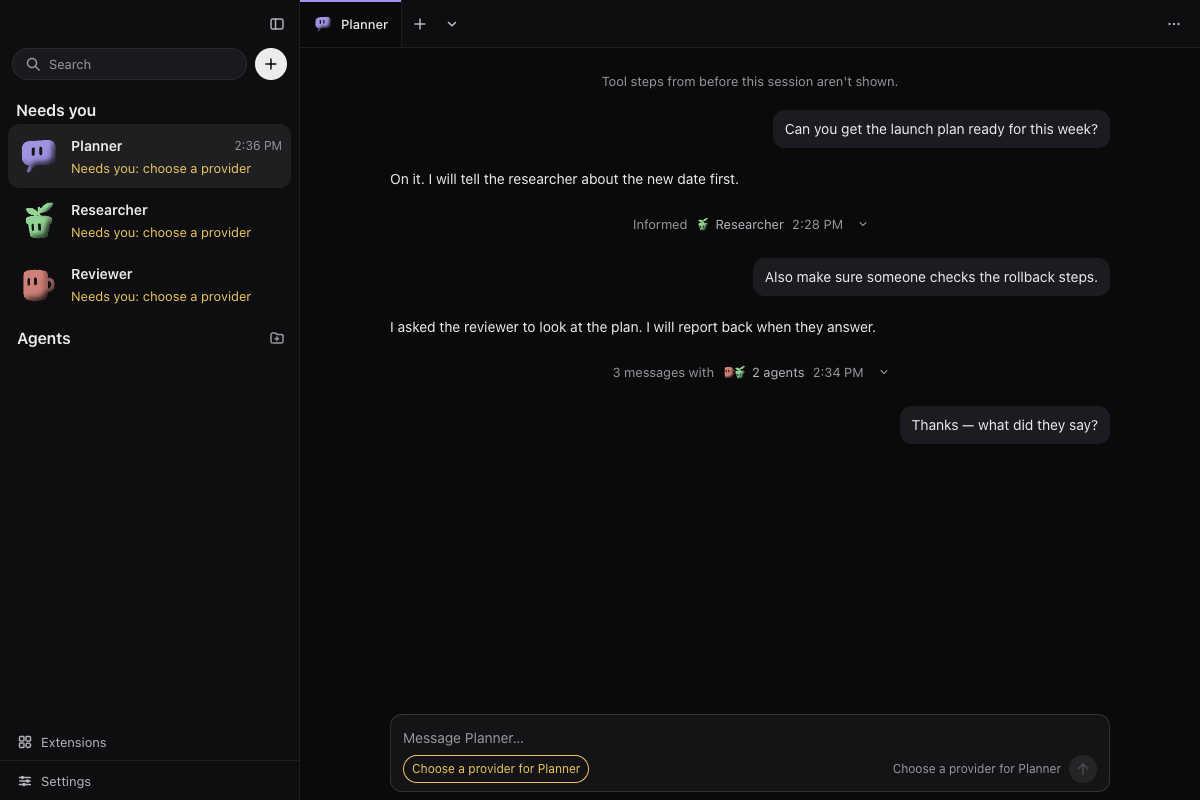 Search
Needs you
Planner 2:36 PM
Needs you: choose a provider
Researcher
Needs you: choose a provider
Reviewer
Needs you: choose a provider
Agents
Extensions
Settings
Planner
Tool steps from before this session aren't shown.
Can you get the launch plan ready for this week?
On it. I will tell the researcher about the new date first.
Informed Researcher 2:28 PM
Also make sure someone checks the rollback steps.
I asked the reviewer to look at the plan. I will report back when they answer.
3 messages with 2 agents 2:34 PM
Thanks — what did they say?
Message Planner...
Choose a provider for Planner Choose a provider for Planner